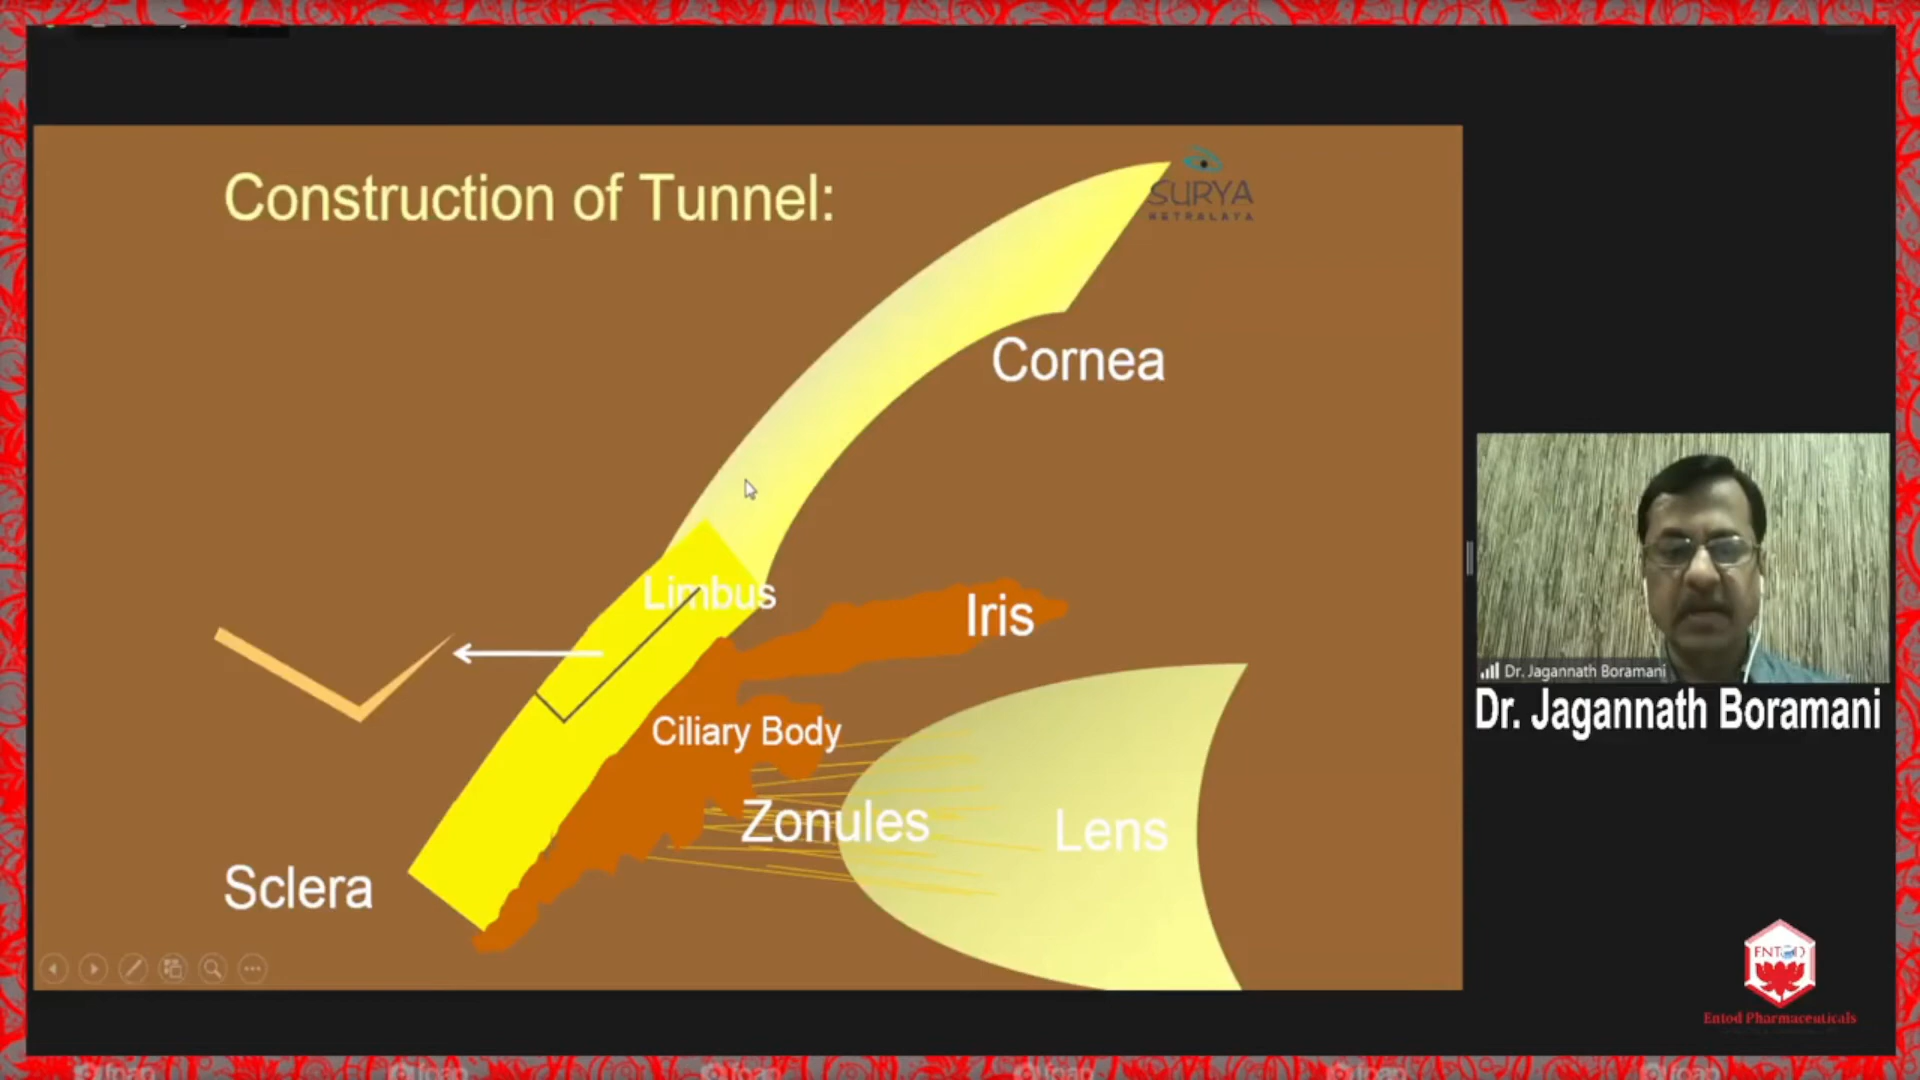 Construction of Tunnel:
SURYA
NETRALAYA
Cornea
Limbus
Iris
Ciliary Body
Zonules
Lens
Sclera
Dr. Jagannath Boramani
Dr. Jagannath Boramani
ENTOD
Entod Pharmaceuticals